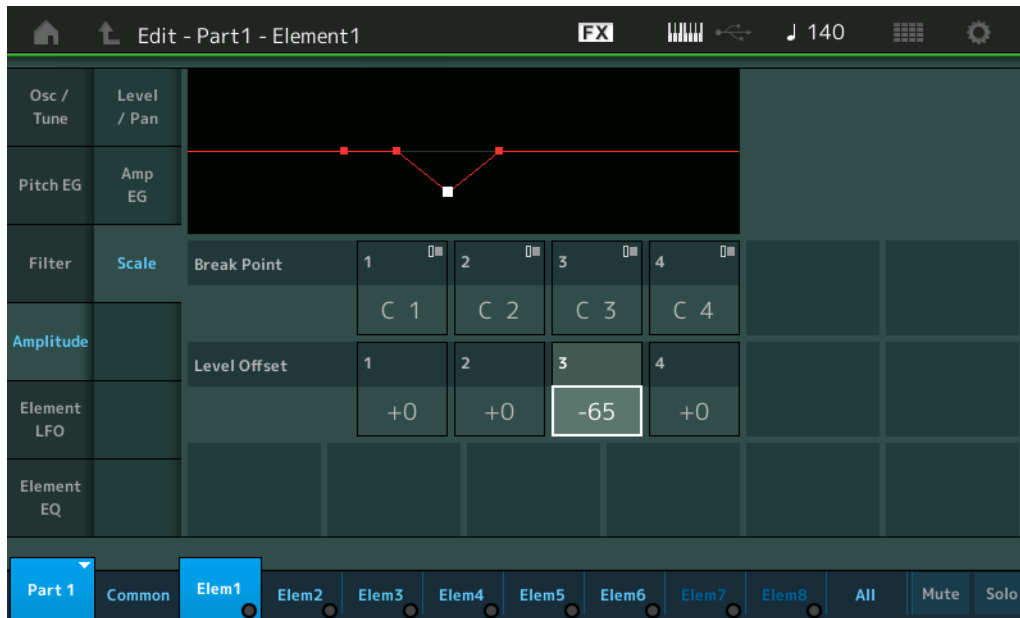 Edit - Part1 - Element1
FX
♩ 140
Osc /
Tune
Level
/ Pan
Pitch EG
Amp
EG
Filter
Scale
Amplitude
Element
LFO
Element
EQ
Break Point
1 2 3 4
C 1 C 2 C 3 C 4
Level Offset
1 2 3 4
+0 +0 -65 +0
Part 1 Common Elem1 Elem2 Elem3 Elem4 Elem5 Elem6 Elem7 Elem8 All Mute Solo